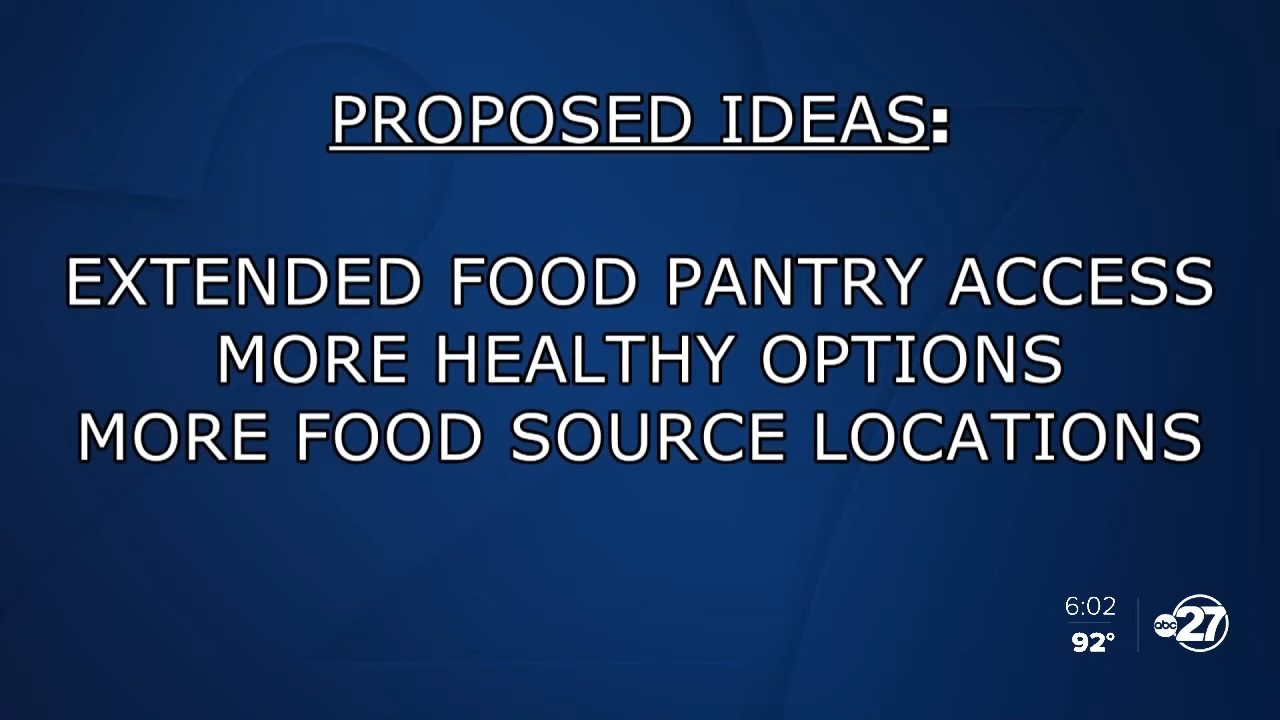 PROPOSED IDEAS:
EXTENDED FOOD PANTRY ACCESS
MORE HEALTHY OPTIONS
MORE FOOD SOURCE LOCATIONS
6:02
92°
abc 27